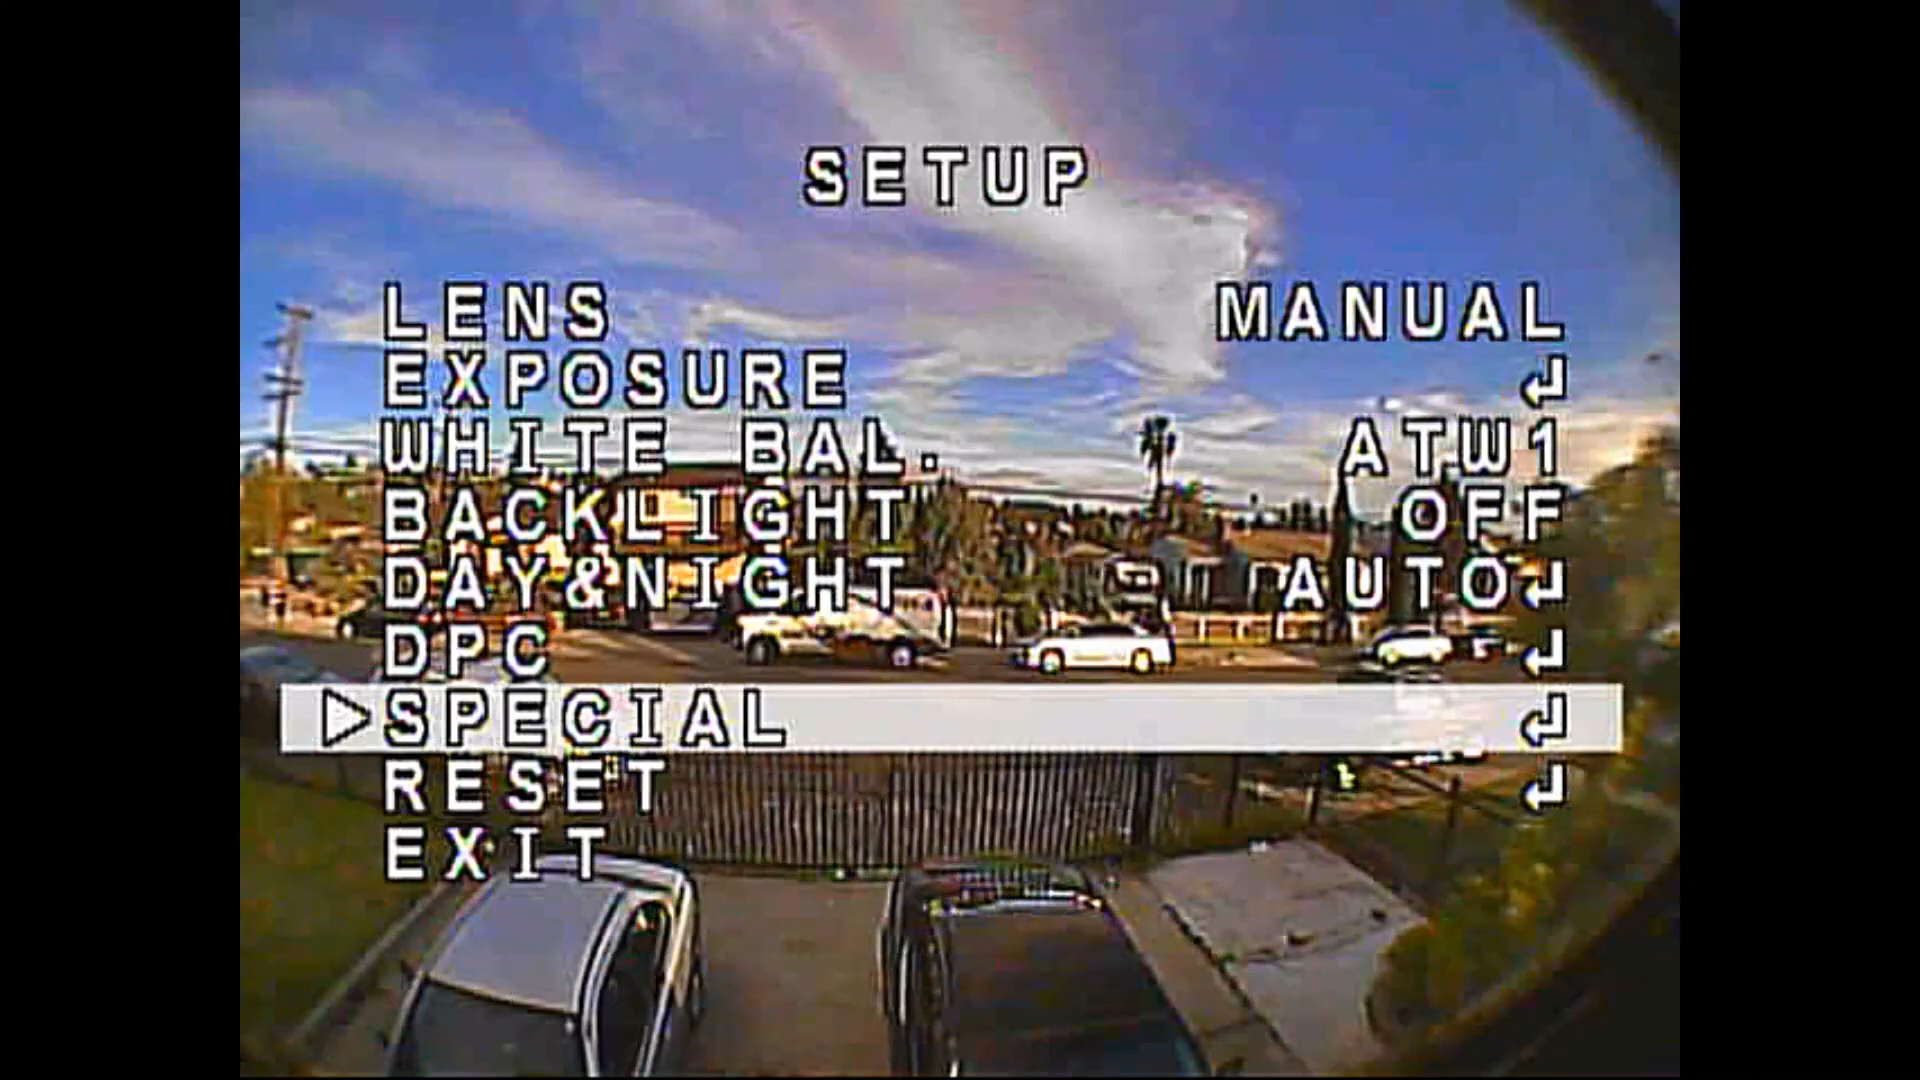 SETUP
LENS MANUAL
EXPOSURE ↲
WHITE BAL. ATW1
BACKLIGHT OFF
DAY&NIGHT AUTO↲
DPC ↲
SPECIAL ↲
RESET ↲
EXIT